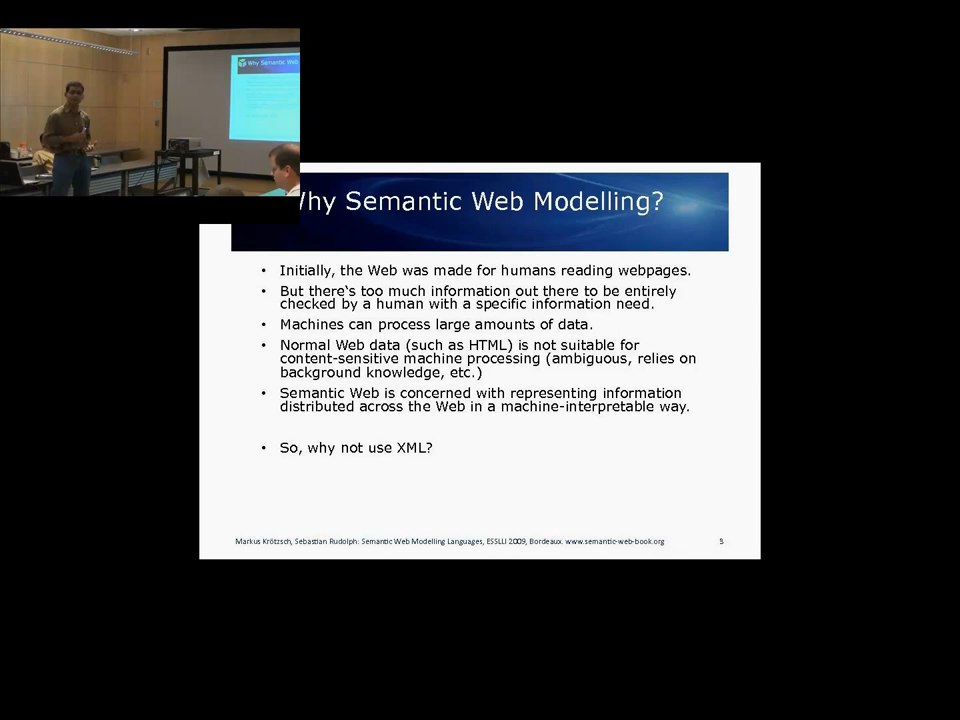 Why Semantic Web
Why Semantic Web Modelling?
• Initially, the Web was made for humans reading webpages.
• But there‘s too much information out there to be entirely
checked by a human with a specific information need.
• Machines can process large amounts of data.
• Normal Web data (such as HTML) is not suitable for
content-sensitive machine processing (ambiguous, relies on
background knowledge, etc.)
• Semantic Web is concerned with representing information
distributed across the Web in a machine-interpretable way.
• So, why not use XML?
Markus Krötzsch, Sebastian Rudolph: Semantic Web Modelling Languages, ESSLLI 2009, Bordeaux. www.semantic-web-book.org 3